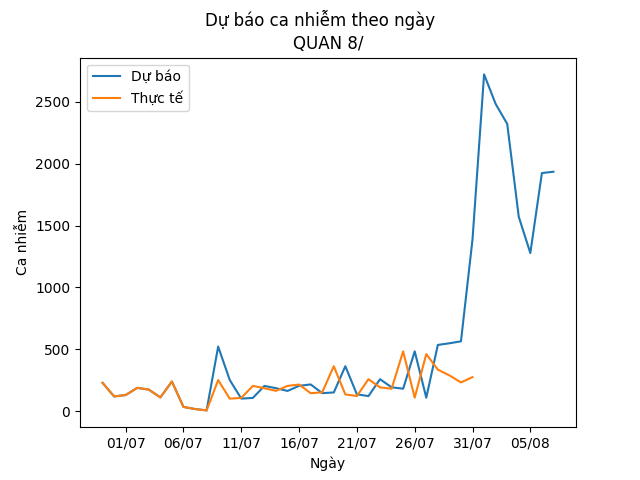 Dự báo ca nhiễm theo ngày
QUAN 8/
Dự báo
Thực tế
Ca nhiễm
2500
2000
1500
1000
500
0
01/07
06/07
11/07
16/07
21/07
26/07
31/07
05/08
Ngày